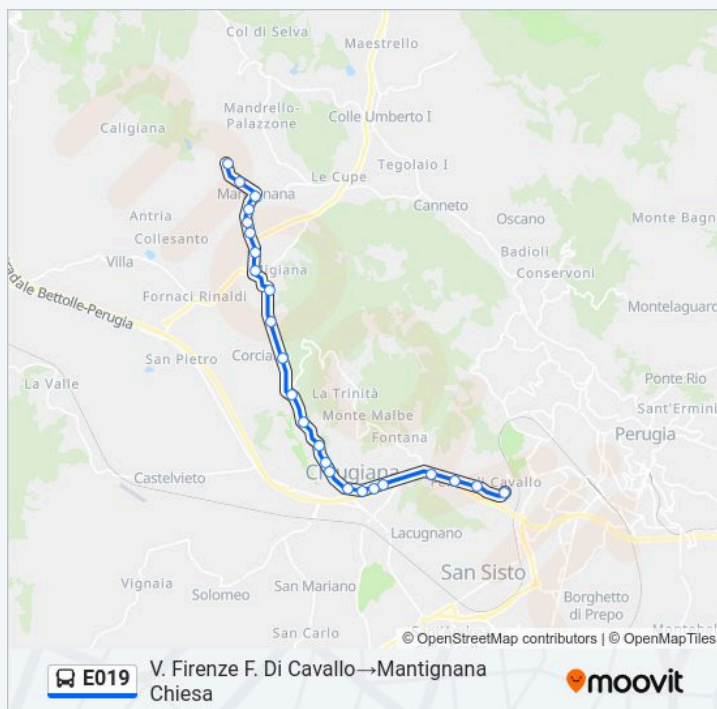 Col di Selva
Maestrello
Mandrello-
Palazzone
Colle Umberto I
Caligiana
Tegolaio I
Le Cupe
Canneto
Antria
Collesanto
Oscano
Monte Bagn
Badioli
Villa
Conservoni
Fornaci Rinaldi
radale Bettolle-Perugia
Montelaguard
San Pietro
La Valle
La Trinità
Ponte Rio
Monte Malbe
Sant'Ermini
Fontana
Perugia
Castelvieto
Lacugnano
San Sisto
Vignaia
San Mariano
Solomeo
Borghetto
di Prepo
San Carlo
© OpenStreetMap contributors | © OpenMapTiles
E019
V. Firenze F. Di Cavallo→Mantignana
Chiesa
moovit